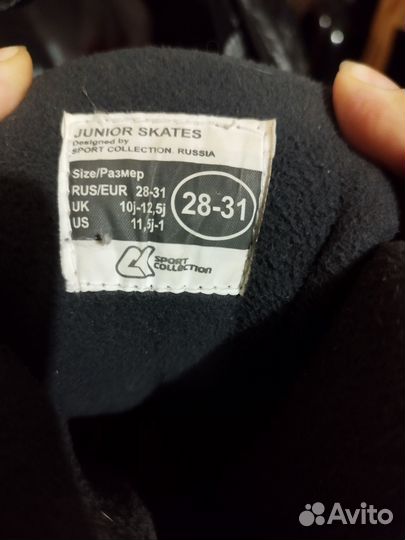 JUNIOR SKATES
Designed by
SPORT COLLECTION. RUSSIA
Size/Размер
RUS/EUR 28-31
UK 10j-12,5j
US 11,5j-1
28-31
SPORT
COLLECTION
Avito